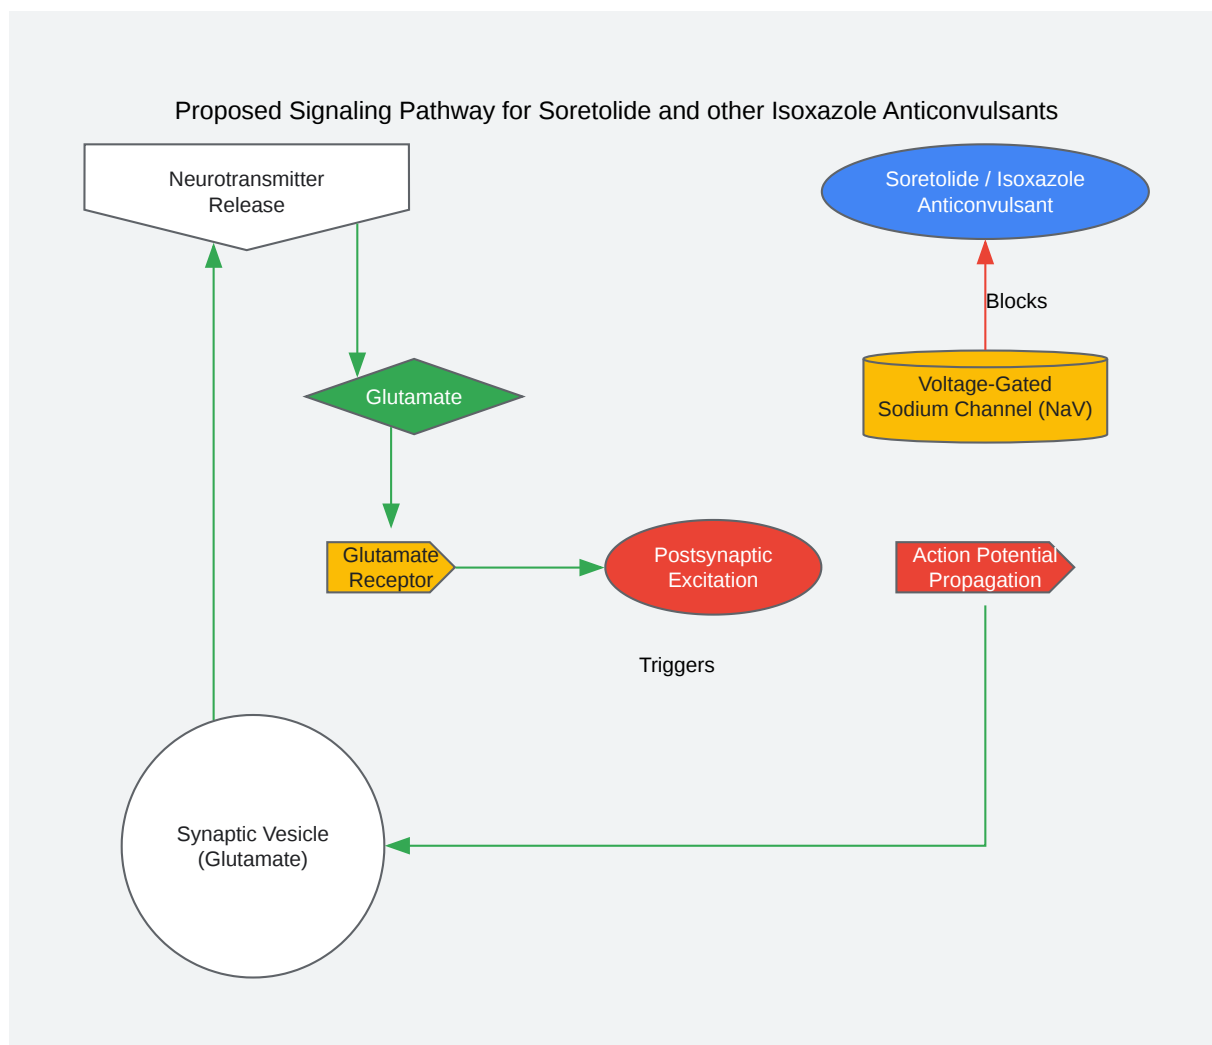 Proposed Signaling Pathway for Soretolide and other Isoxazole Anticonvulsants
Neurotransmitter
Release
Soretolide / Isoxazole
Anticonvulsant
Blocks
Glutamate
Voltage-Gated
Sodium Channel (NaV)
Glutamate
Receptor
Postsynaptic
Excitation
Action Potential
Propagation
Triggers
Synaptic Vesicle
(Glutamate)